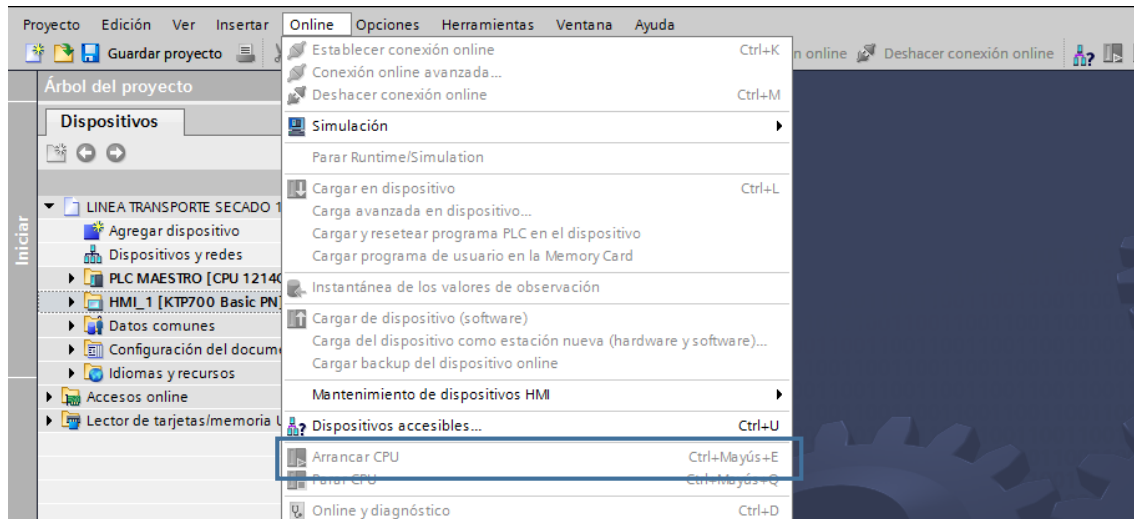 Proyecto Edición Ver Insertar Online Opciones Herramientas Ventana Ayuda
Guardar proyecto
online Deshacer conexión online
Árbol del proyecto
Dispositivos
Iniciar
LINEA TRANSPORTE SECADO 1
Agregar dispositivo
Dispositivos y redes
PLC MAESTRO [CPU 1214C
HMI_1 [KTP700 Basic PN]
Datos comunes
Configuración del docume
Idiomas y recursos
Accesos online
Lector de tarjetas/memoria U
Establecer conexión online Ctrl+K
Conexión online avanzada...
Deshacer conexión online Ctrl+M
Simulación
Parar Runtime/Simulation
Cargar en dispositivo Ctrl+L
Carga avanzada en dispositivo...
Cargar y resetear programa PLC en el dispositivo
Cargar programa de usuario en la Memory Card
Instantánea de los valores de observación
Cargar de dispositivo (software)
Carga del dispositivo como estación nueva (hardware y software)...
Cargar backup del dispositivo online
Mantenimiento de dispositivos HMI
Dispositivos accesibles... Ctrl+U
Arrancar CPU Ctrl+Mayús+E
Parar CPU Ctrl+Mayús+Q
Online y diagnóstico Ctrl+D